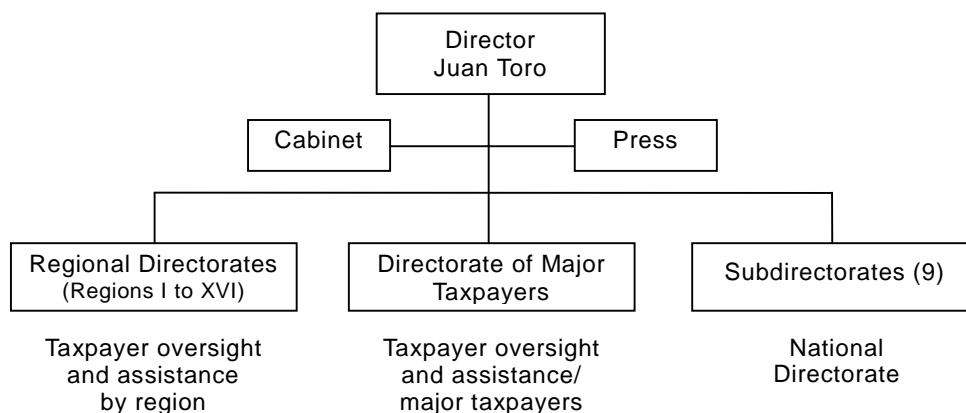 Director
Juan Toro
Cabinet
Press
Regional Directorates
(Regions I to XVI)
Directorate of Major
Taxpayers
Subdirectorates (9)
Taxpayer oversight
and assistance
by region
Taxpayer oversight
and assistance/
major taxpayers
National
Directorate